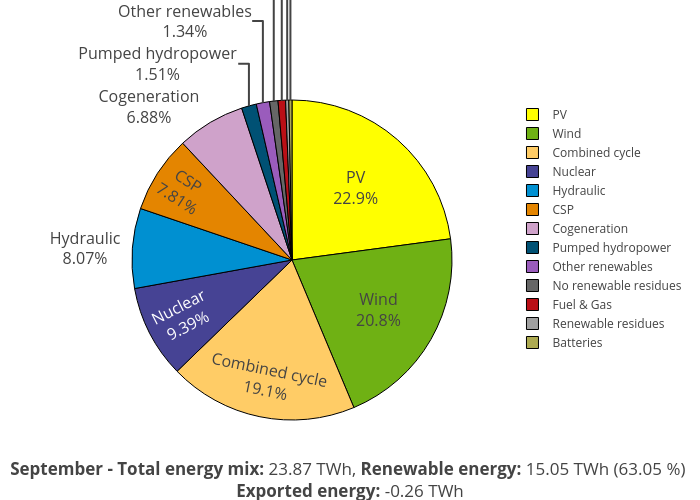 Other renewables
1.34%
Pumped hydropower
1.51%
Cogeneration
6.88%
CSP
7.81%
Hydraulic
8.07%
Nuclear
9.39%
Combined cycle
19.1%
Wind
20.8%
PV
22.9%
PV
Wind
Combined cycle
Nuclear
Hydraulic
CSP
Cogeneration
Pumped hydropower
Other renewables
No renewable residues
Fuel & Gas
Renewable residues
Batteries
September - Total energy mix: 23.87 TWh, Renewable energy: 15.05 TWh (63.05 %)
Exported energy: -0.26 TWh